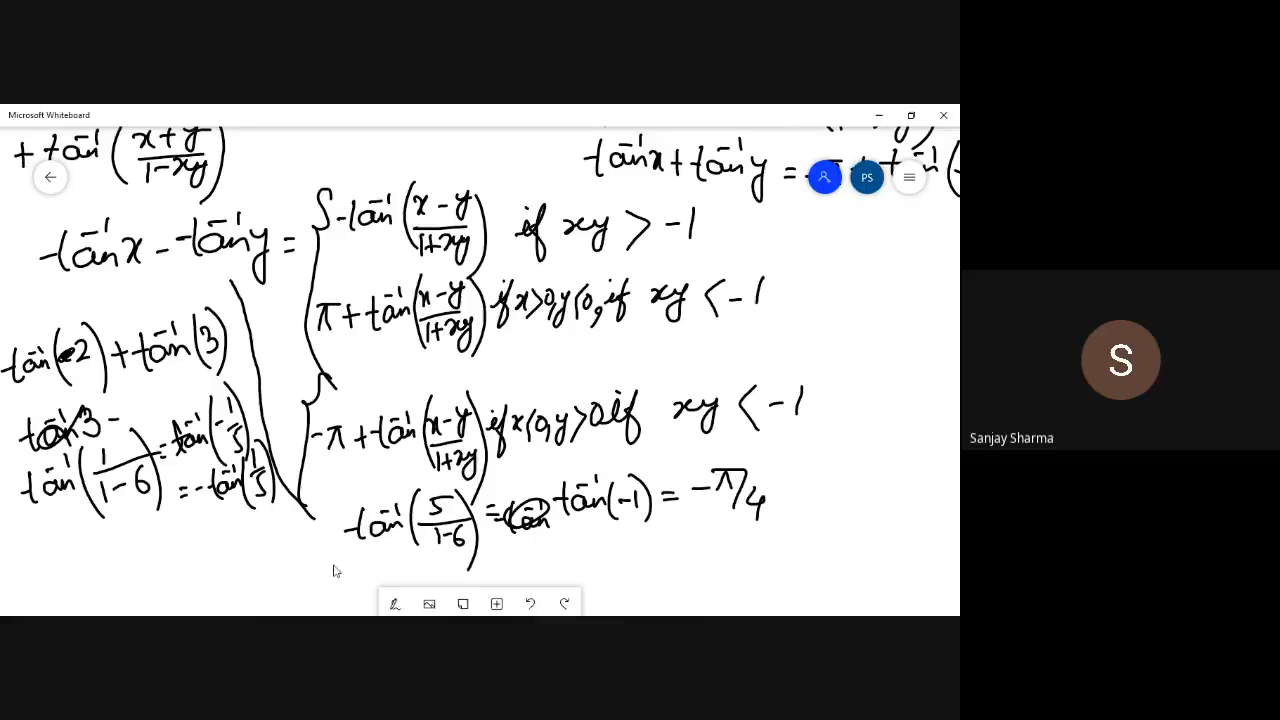 Microsoft Whiteboard
+ tan⁻¹(x+y/1-xy)
tan⁻¹x + tan⁻¹y = -π + tan⁻¹(
PS
tan⁻¹x - tan⁻¹y = { tan⁻¹(x-y/1+xy) if xy > -1
π + tan⁻¹(x-y/1+xy) if x>0, y<0, if xy < -1
-π + tan⁻¹(x-y/1+xy) if x<0, y>0 if xy < -1
tan⁻¹(2) + tan⁻¹(3)
tan⁻¹3 -
tan⁻¹(1/1-6) = tan⁻¹(-1/5)
= -tan⁻¹(1/5)
tan⁻¹(5/1-6) = tan⁻¹(-1) = -π/4
S
Sanjay Sharma